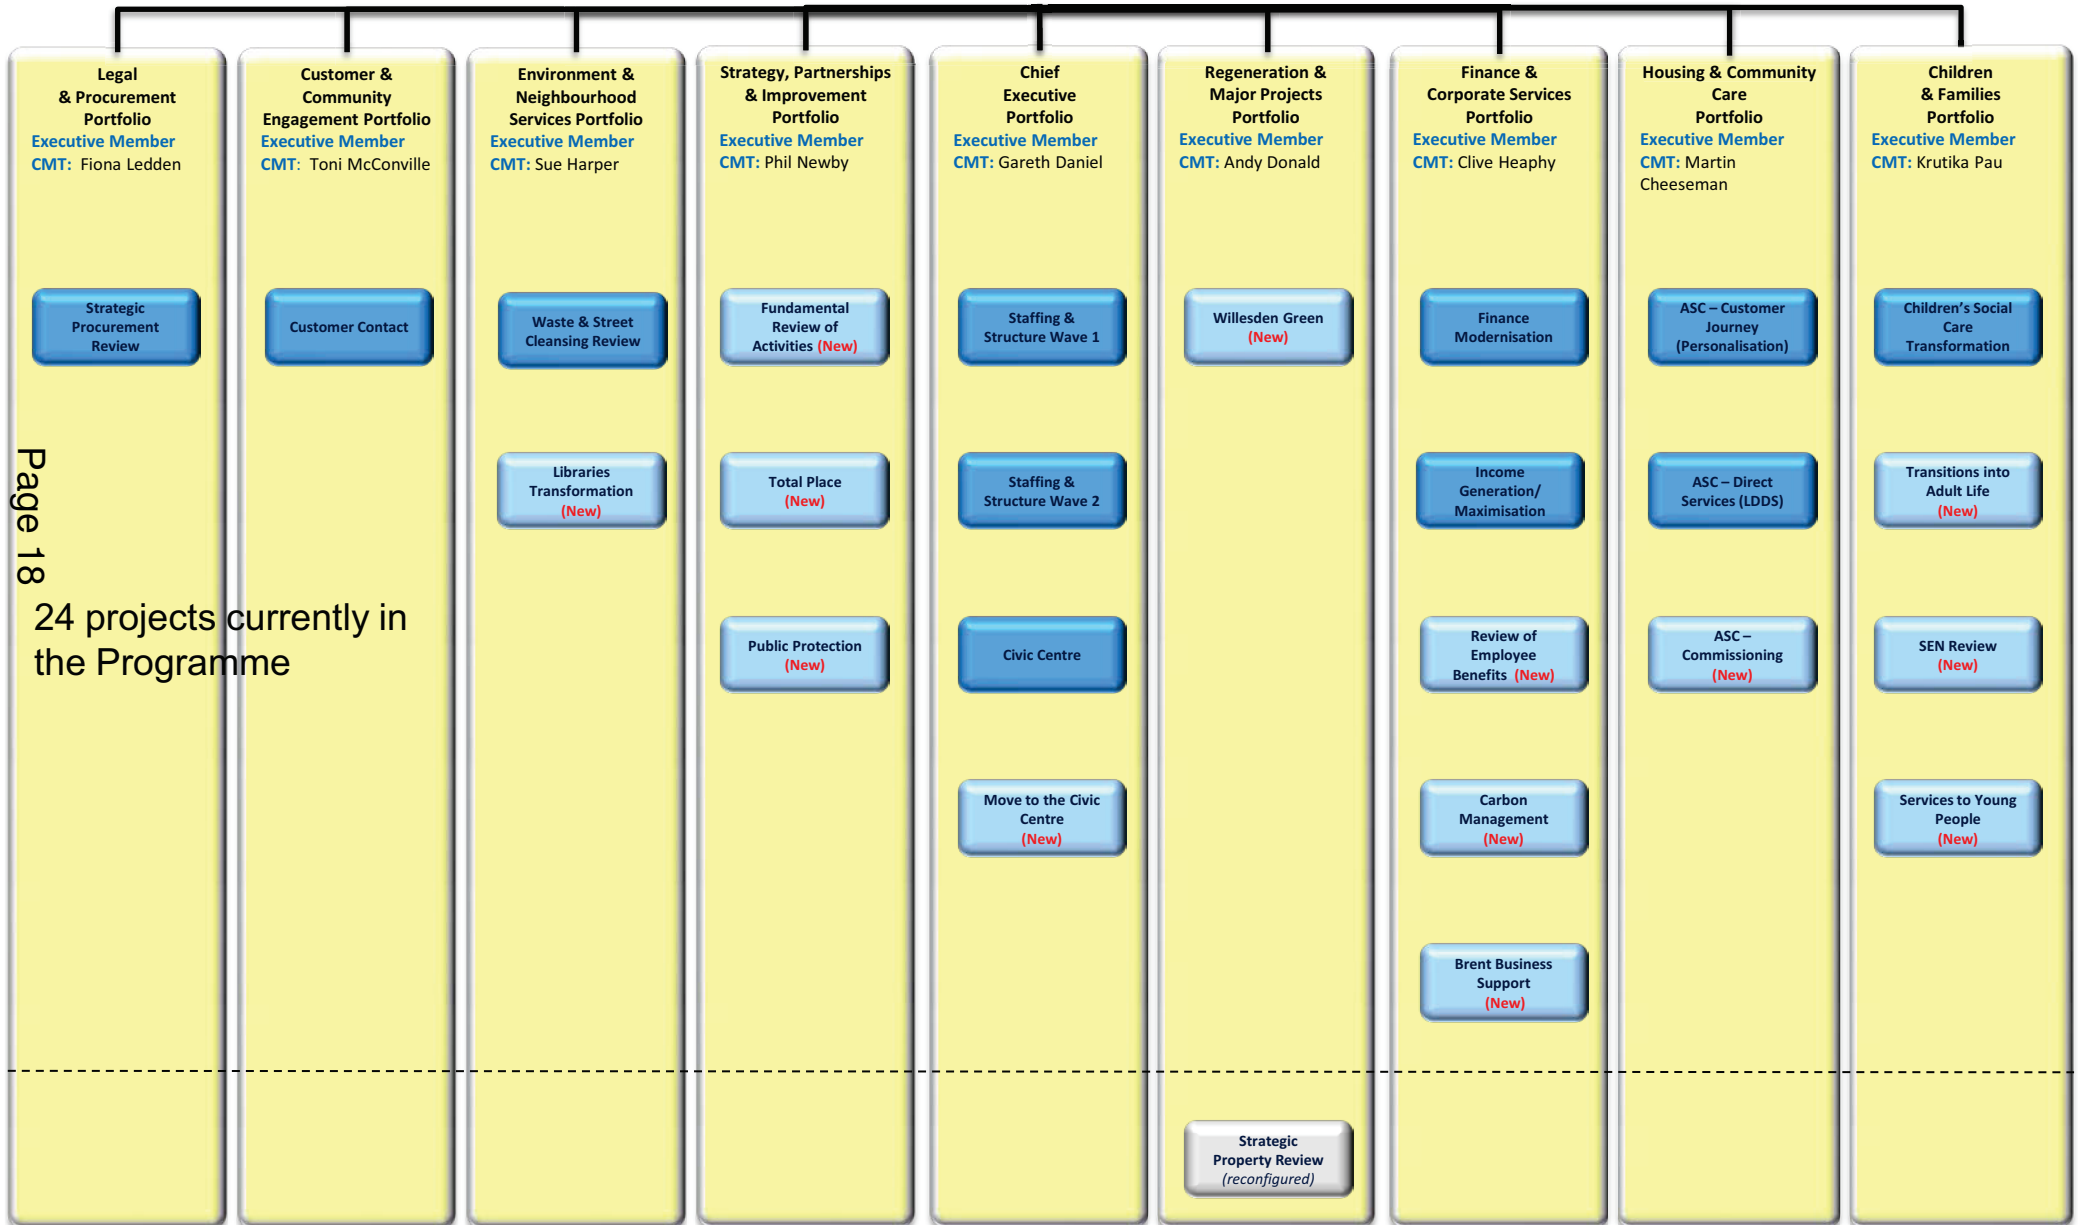 Legal
& Procurement
Portfolio
Executive Member
CMT: Fiona Ledden
Strategic
Procurement
Review
Customer &
Community
Engagement Portfolio
Executive Member
CMT: Toni McConville
Customer Contact
Environment &
Neighbourhood
Services Portfolio
Executive Member
CMT: Sue Harper
Waste & Street
Cleansing Review
Libraries
Transformation
(New)
Strategy, Partnerships
& Improvement
Portfolio
Executive Member
CMT: Phil Newby
Fundamental
Review of
Activities (New)
Total Place
(New)
Public Protection
(New)
Chief
Executive
Portfolio
Executive Member
CMT: Gareth Daniel
Staffing &
Structure Wave 1
Staffing &
Structure Wave 2
Civic Centre
Move to the Civic
Centre
(New)
Regeneration &
Major Projects
Portfolio
Executive Member
CMT: Andy Donald
Willesden Green
(New)
Strategic
Property Review
(reconfigured)
Finance &
Corporate Services
Portfolio
Executive Member
CMT: Clive Heaphy
Finance
Modernisation
Income
Generation/
Maximisation
Review of
Employee
Benefits (New)
Carbon
Management
(New)
Brent Business
Support
(New)
Housing & Community
Care
Portfolio
Executive Member
CMT: Martin
Cheeseman
ASC – Customer
Journey
(Personalisation)
ASC – Direct
Services (LDDS)
ASC –
Commissioning
(New)
Children
& Families
Portfolio
Executive Member
CMT: Krutika Pau
Children's Social
Care
Transformation
Transitions into
Adult Life
(New)
SEN Review
(New)
Services to Young
People
(New)
Page 18
24 projects currently in
the Programme